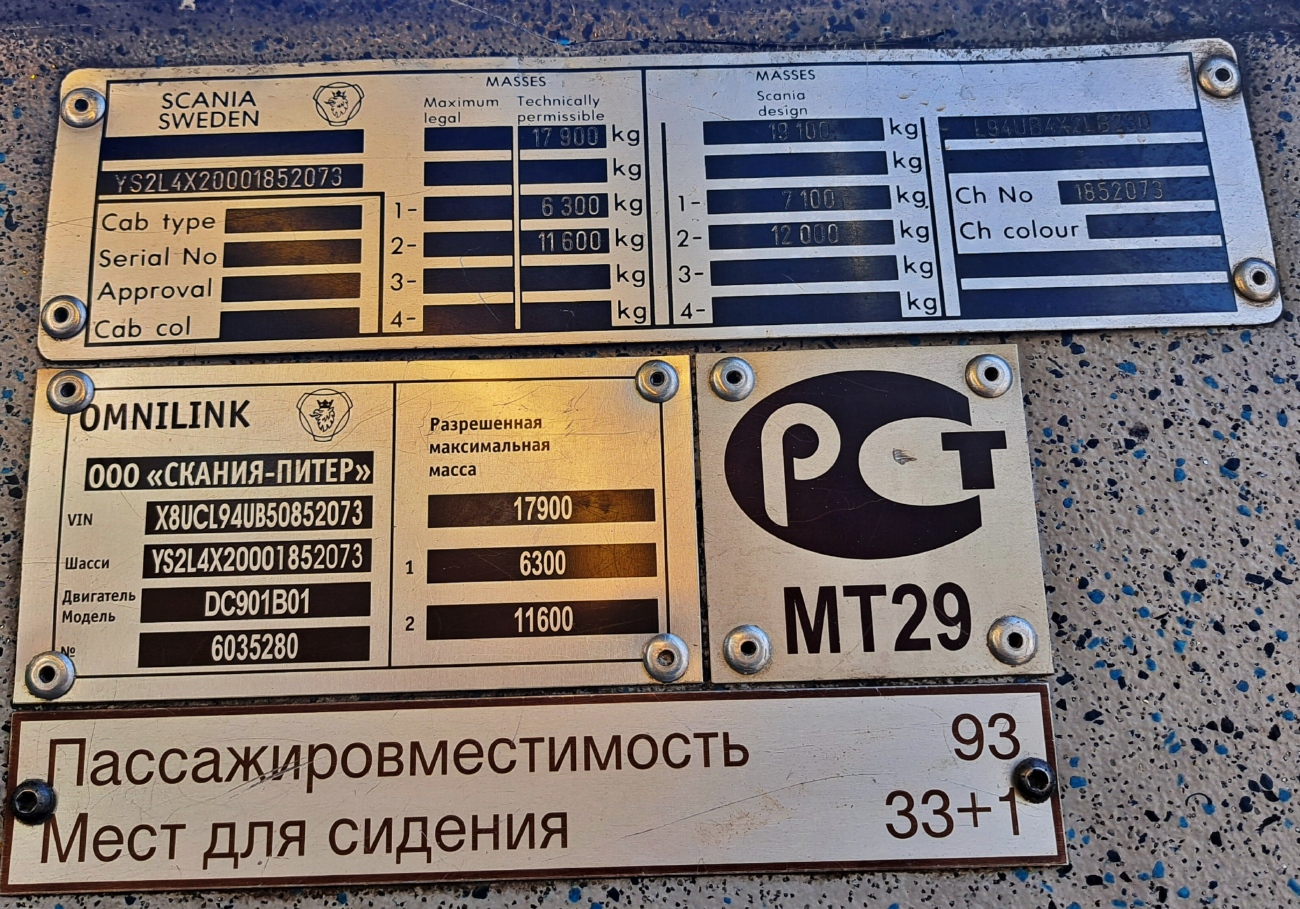 SCANIA
SWEDEN
YS2L4X20001852073
Cab type
Serial No
Approval
Cab col
MASSES
Maximum legal
Technically permissible
17 900 kg
kg
1- 6 300 kg
2- 11 600 kg
3- kg
4- kg
MASSES
Scania design
19 100 kg
kg
1- 7 100 kg
2- 12 000 kg
3- kg
4- kg
L94UB4X2LB230
Ch No 1852073
Ch colour
OMNILINK
ООО «СКАНИЯ-ПИТЕР»
VIN X8UCL94UB50852073
Шасси YS2L4X20001852073
Двигатель
Модель DC901B01
№ 6035280
Разрешенная
максимальная
масса
17900
1 6300
2 11600
РСТ
МТ29
Пассажировместимость 93
Мест для сидения 33+1